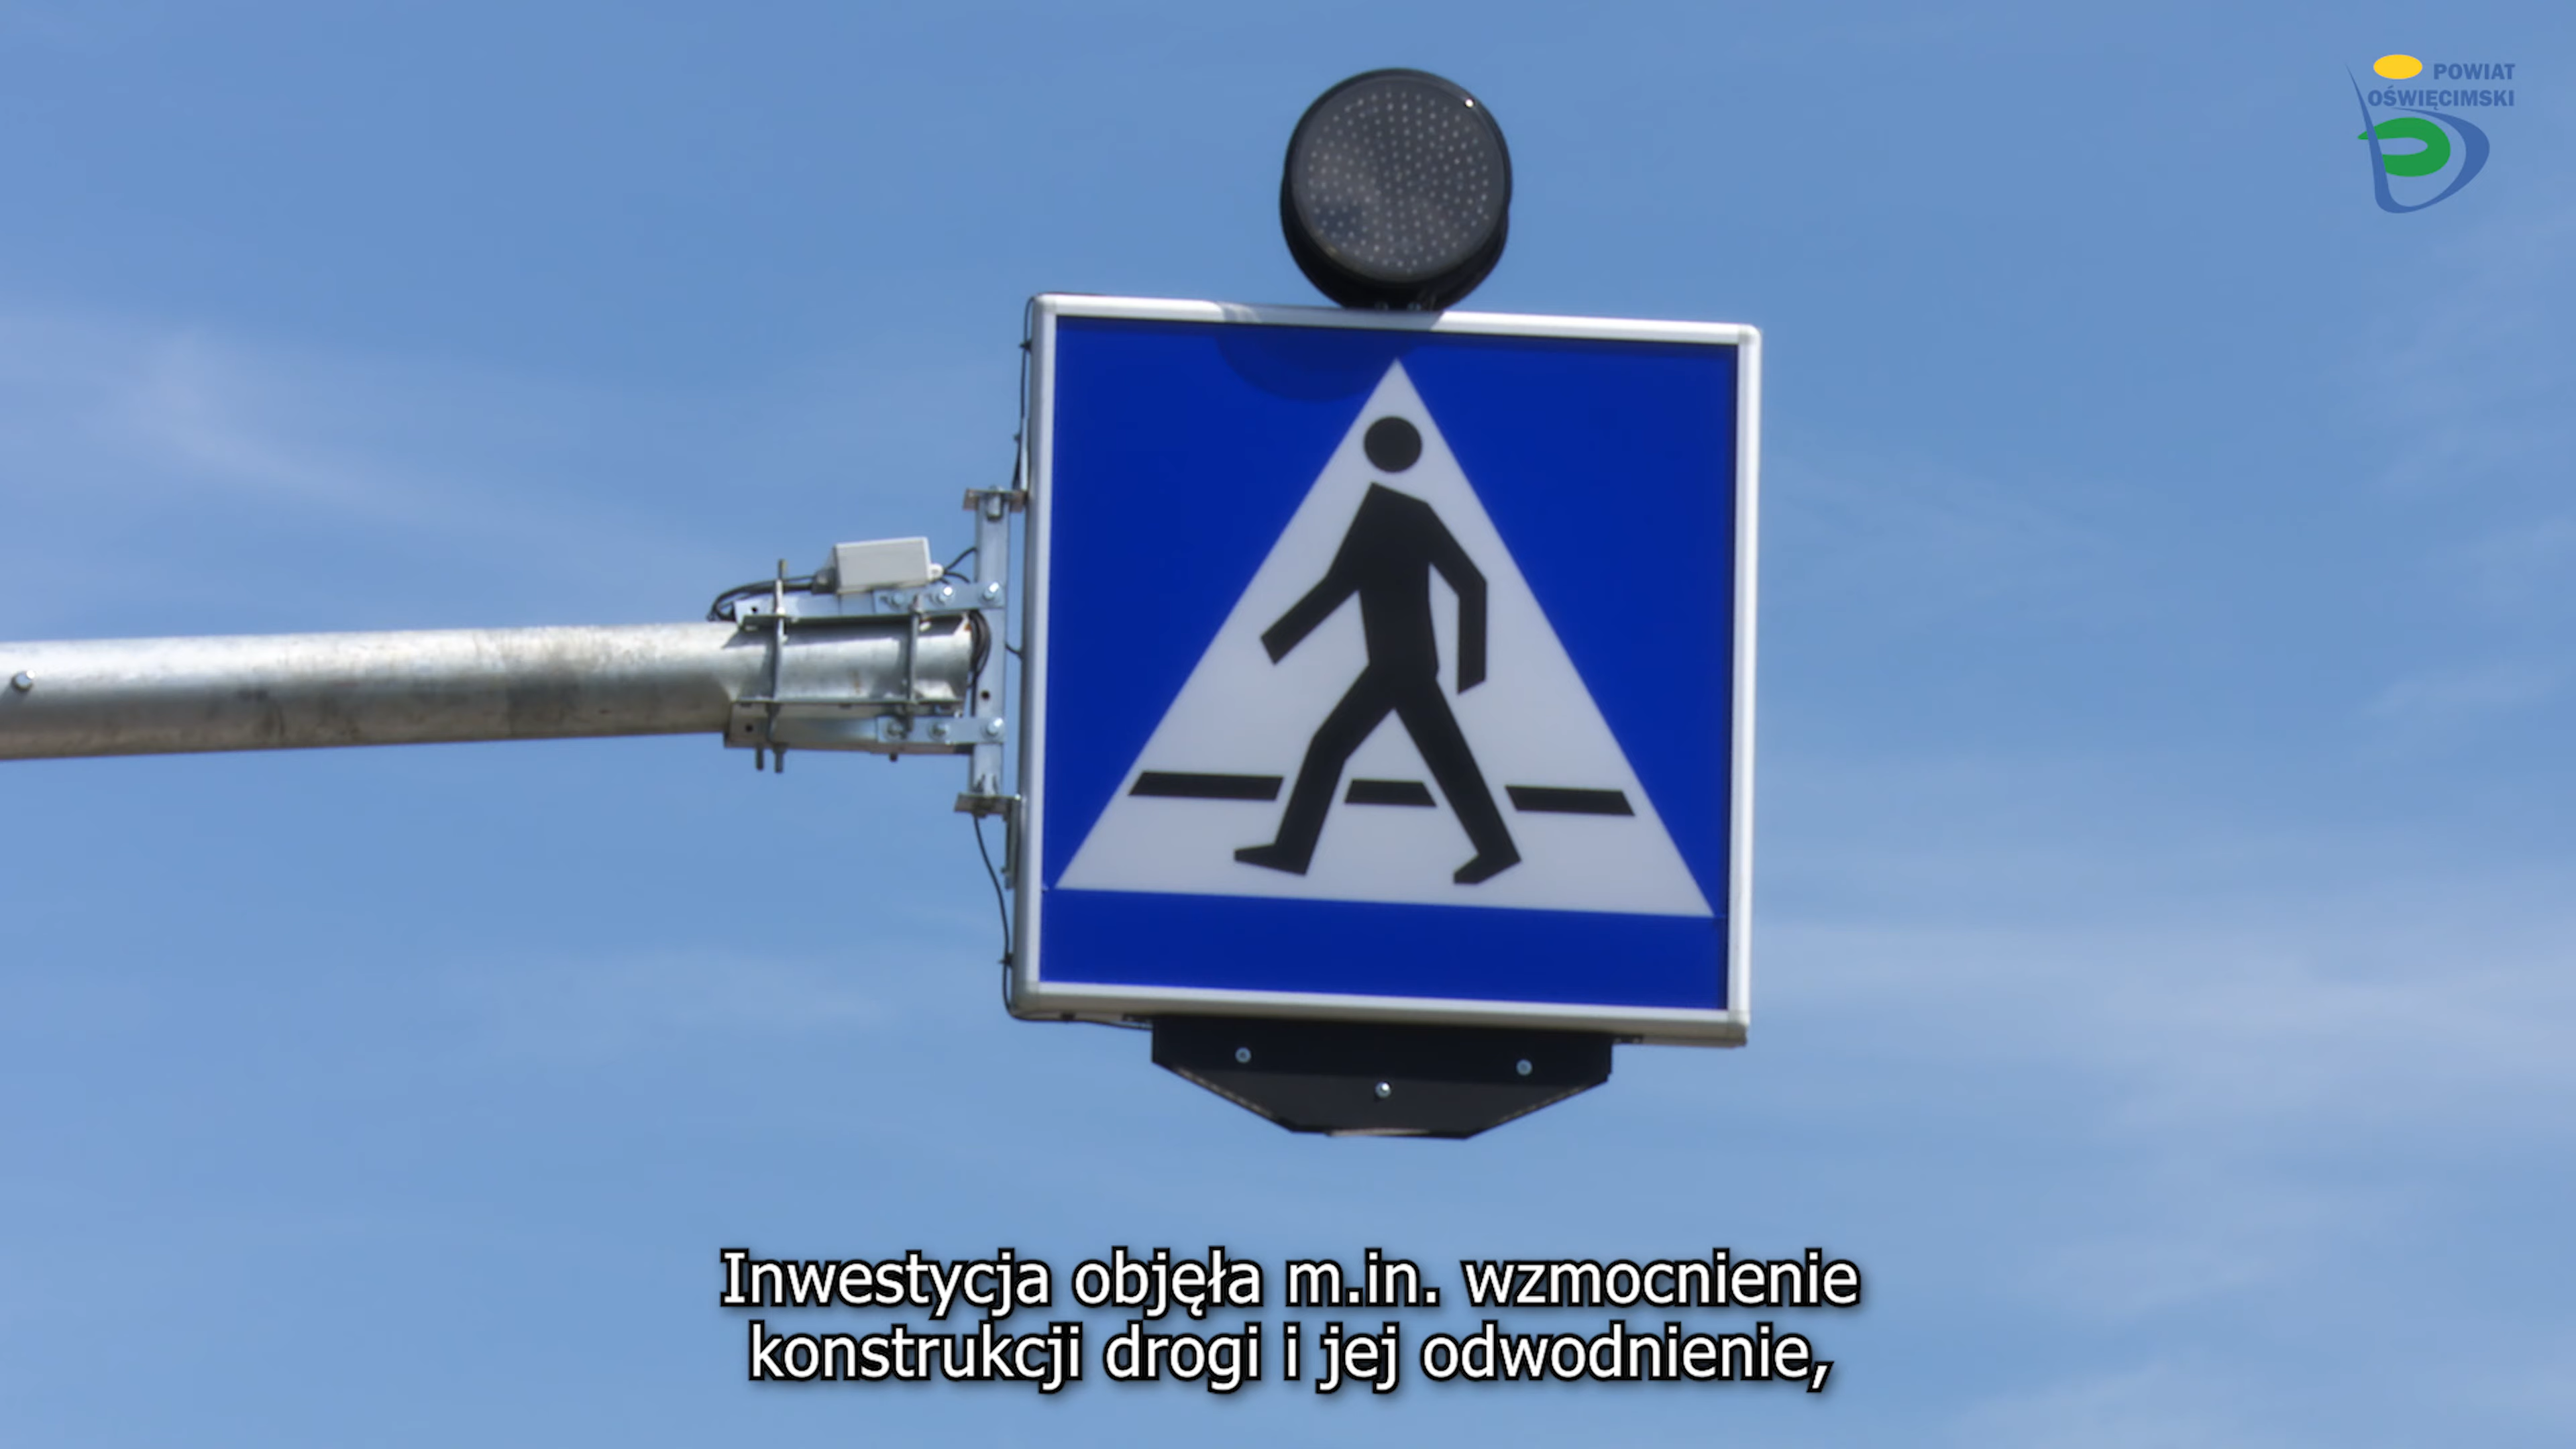 POWIAT
OŚWIĘCIMSKI
Inwestycja objęła m.in. wzmocnienie
konstrukcji drogi i jej odwodnienie,